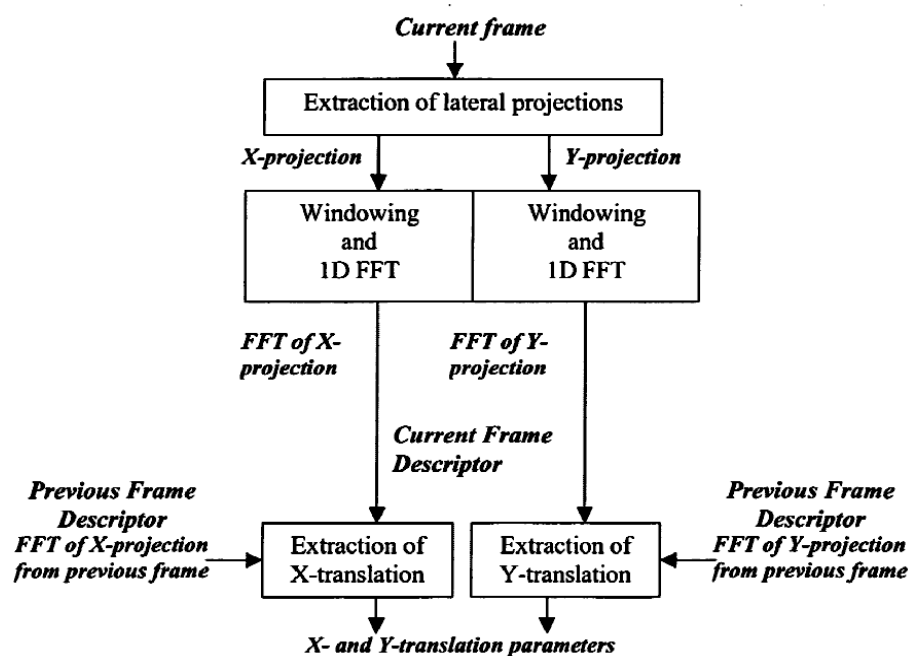 Current frame
Extraction of lateral projections
X-projection
Y-projection
Windowing
and
1D FFT
Windowing
and
1D FFT
FFT of X-
projection
FFT of Y-
projection
Current Frame
Descriptor
Previous Frame
Descriptor
FFT of X-projection
from previous frame
Extraction of
X-translation
Extraction of
Y-translation
Previous Frame
Descriptor
FFT of Y-projection
from previous frame
X- and Y-translation parameters